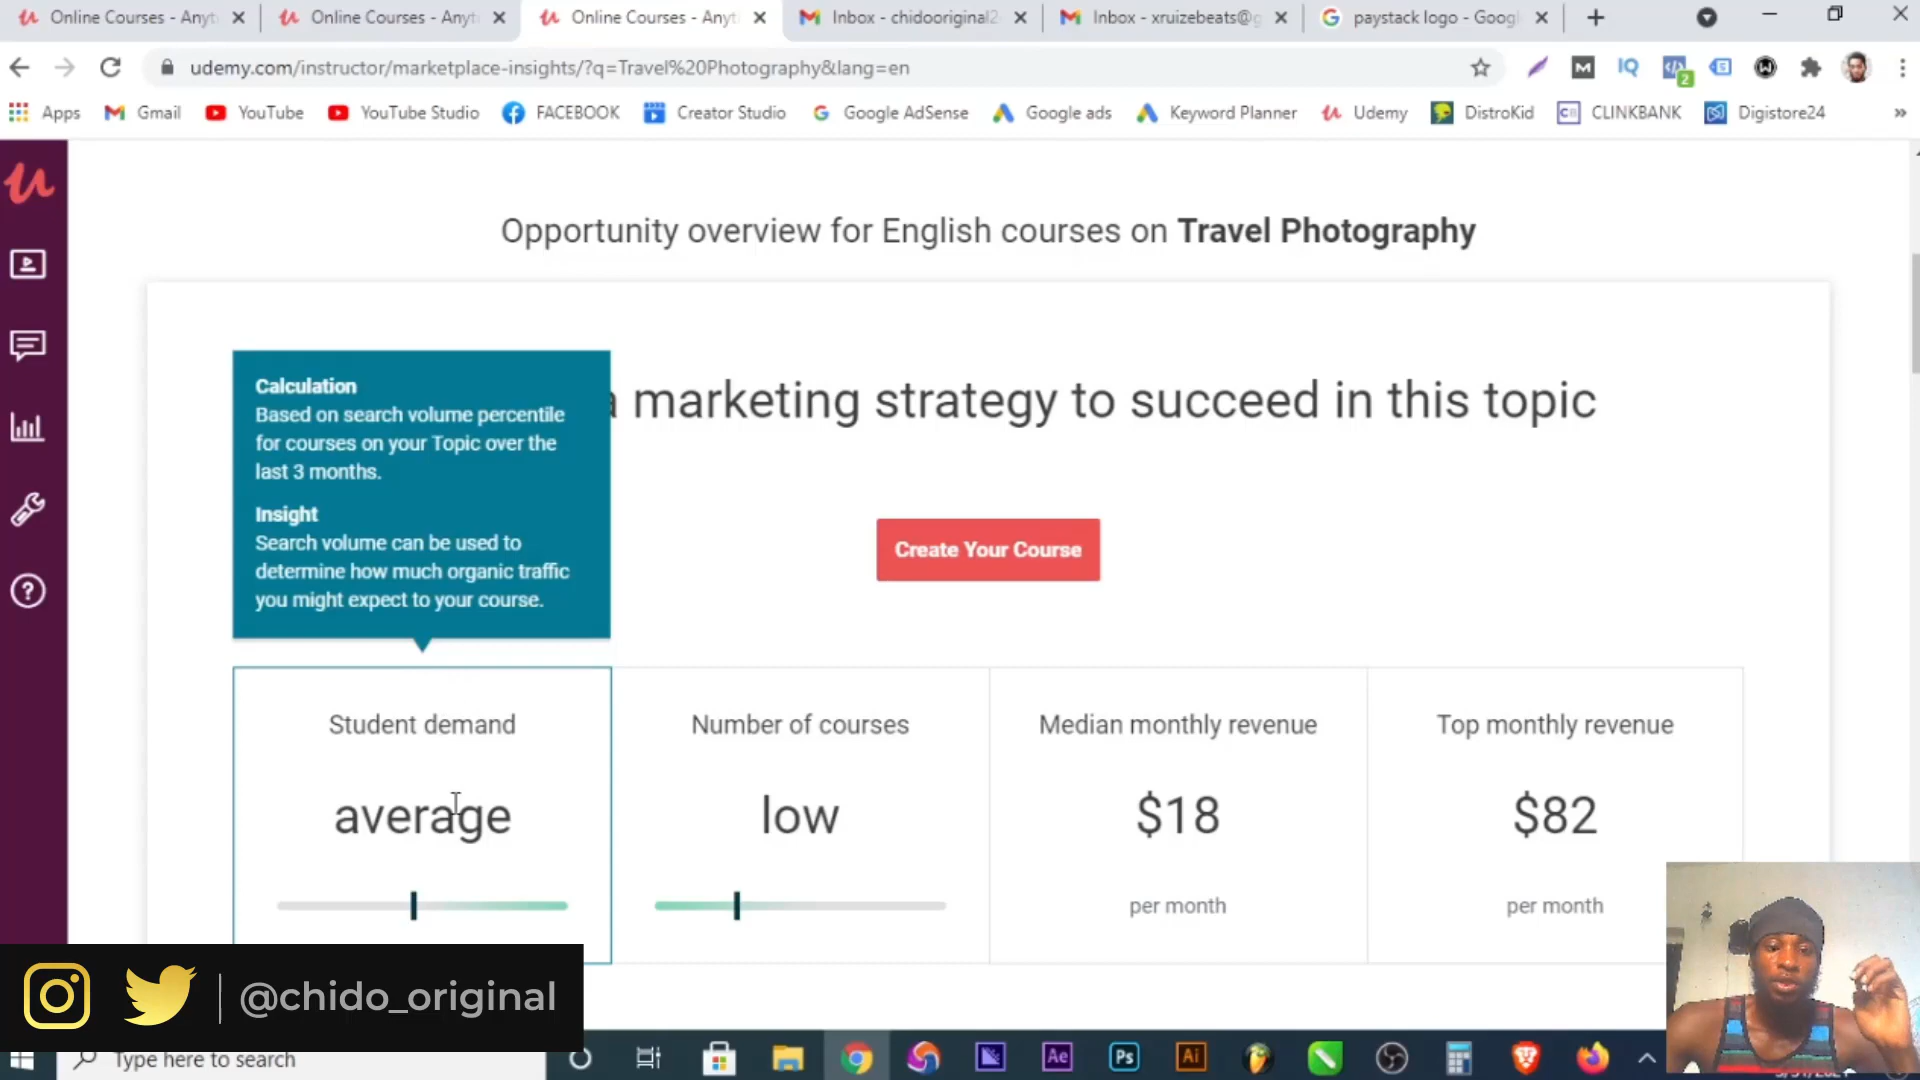 Online Courses - Anyt
Online Courses - Anyt
Online Courses - Anyt
Inbox - chidooriginal2
Inbox - xruizebeats@g
paystack logo - Googl
udemy.com/instructor/marketplace-insights/?q=Travel%20Photography&lang=en
2
Apps
Gmail
YouTube
YouTube Studio
FACEBOOK
Creator Studio
Google AdSense
Google ads
Keyword Planner
Udemy
DistroKid
CLINKBANK
Digistore24
Opportunity overview for English courses on Travel Photography
a marketing strategy to succeed in this topic
Calculation
Based on search volume percentile
for courses on your Topic over the
last 3 months.
Insight
Search volume can be used to
determine how much organic traffic
you might expect to your course.
Create Your Course
Student demand
average
Number of courses
low
Median monthly revenue
$18
per month
Top monthly revenue
$82
per month
@chido_original
Type here to search
Ae
Ps
Ai